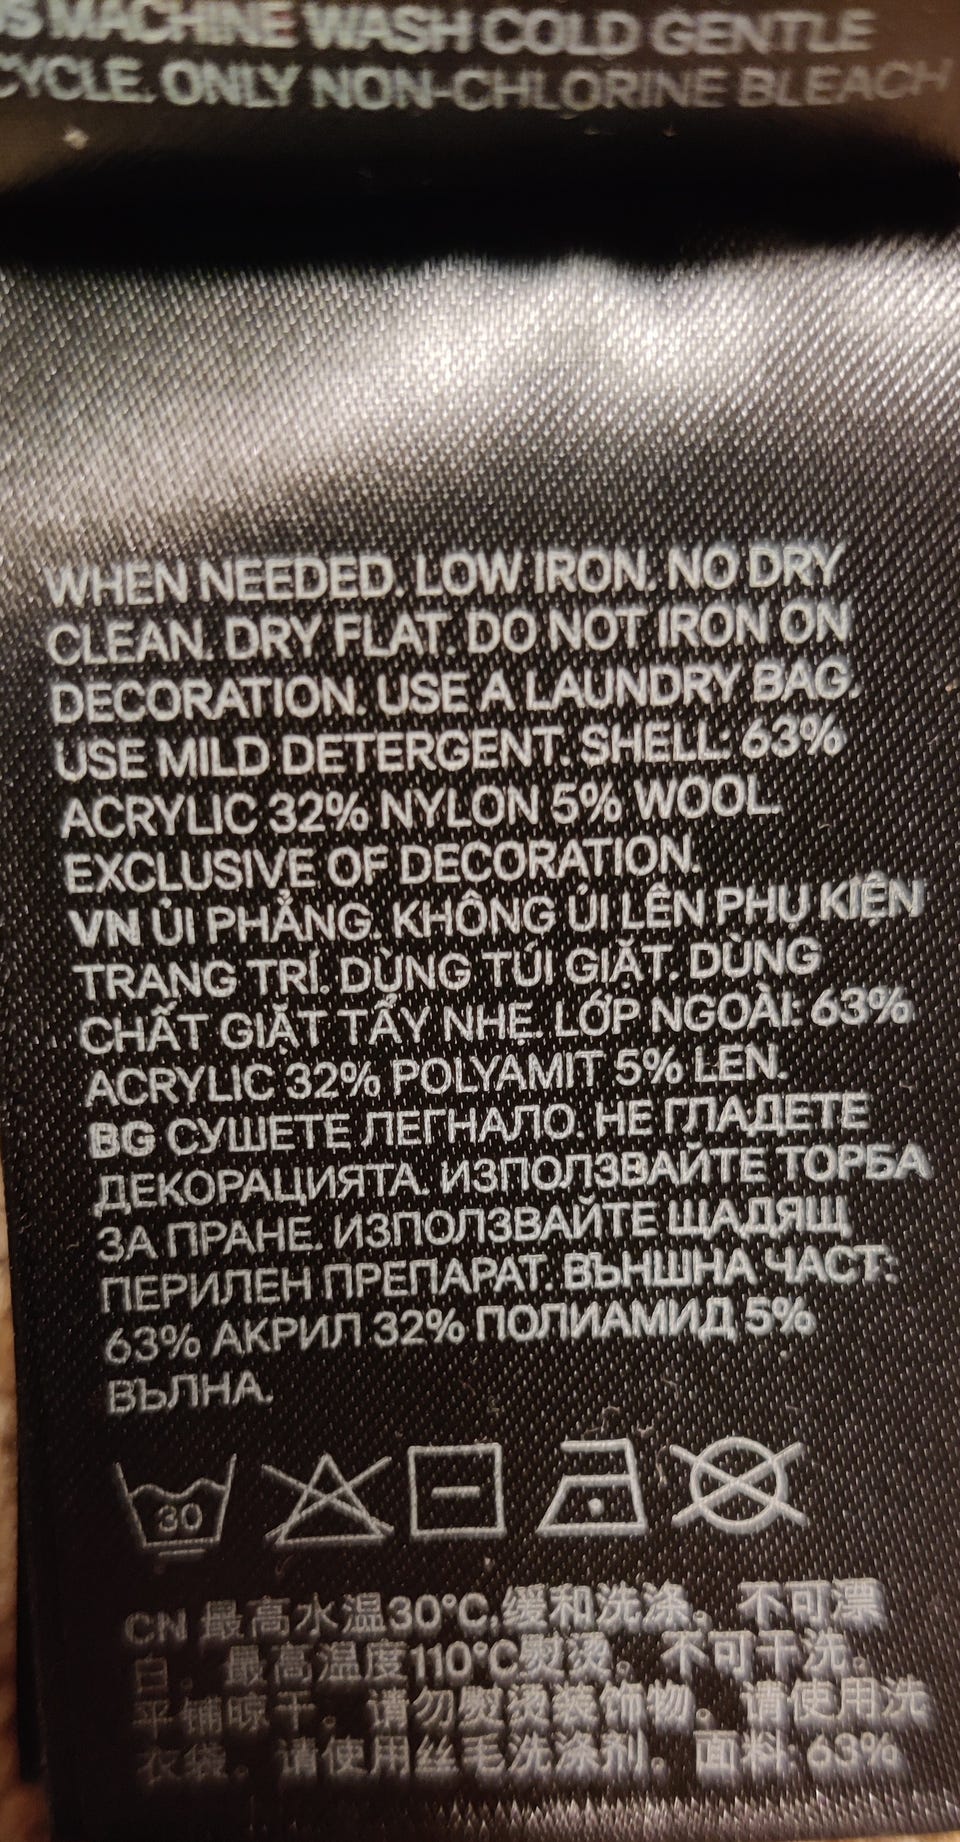 US MACHINE WASH COLD GENTLE
CYCLE. ONLY NON-CHLORINE BLEACH
WHEN NEEDED. LOW IRON. NO DRY
CLEAN. DRY FLAT. DO NOT IRON ON
DECORATION. USE A LAUNDRY BAG.
USE MILD DETERGENT. SHELL: 63%
ACRYLIC 32% NYLON 5% WOOL.
EXCLUSIVE OF DECORATION.
VN ỦI PHẲNG. KHÔNG ỦI LÊN PHỤ KIỆN
TRANG TRÍ. DÙNG TÚI GIẶT. DÙNG
CHẤT GIẶT TẨY NHẸ. LỚP NGOÀI: 63%
ACRYLIC 32% POLYAMIT 5% LEN.
BG СУШЕТЕ ЛЕГНАЛО. НЕ ГЛАДЕТЕ
ДЕКОРАЦИЯТА. ИЗПОЛЗВАЙТЕ ТОРБА
ЗА ПРАНЕ. ИЗПОЛЗВАЙТЕ ЩАДЯЩ
ПЕРИЛЕН ПРЕПАРАТ. ВЪНШНА ЧАСТ:
63% АКРИЛ 32% ПОЛИАМИД 5%
ВЪЛНА.
30
CN 最高水温30°C,缓和洗涤。不可漂
白。最高温度110°C熨烫。不可干洗。
平铺晾干。请勿熨烫装饰物。请使用洗
衣袋。请使用丝毛洗涤剂。面料: 63%